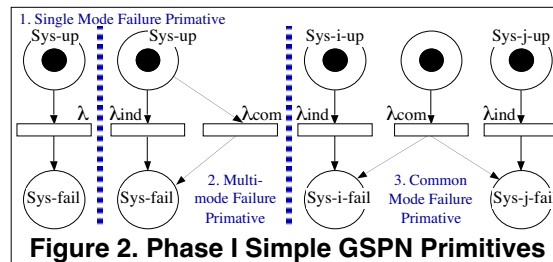 1. Single Mode Failure Primative
Sys-up
Sys-up
Sys-i-up
Sys-j-up
λ
λind
λcom
λind
λcom
λind
Sys-fail
Sys-fail
2. Multi-
mode Failure
Primative
Sys-i-fail
3. Common
Mode Failure
Primative
Sys-j-fail
Figure 2. Phase I Simple GSPN Primitives